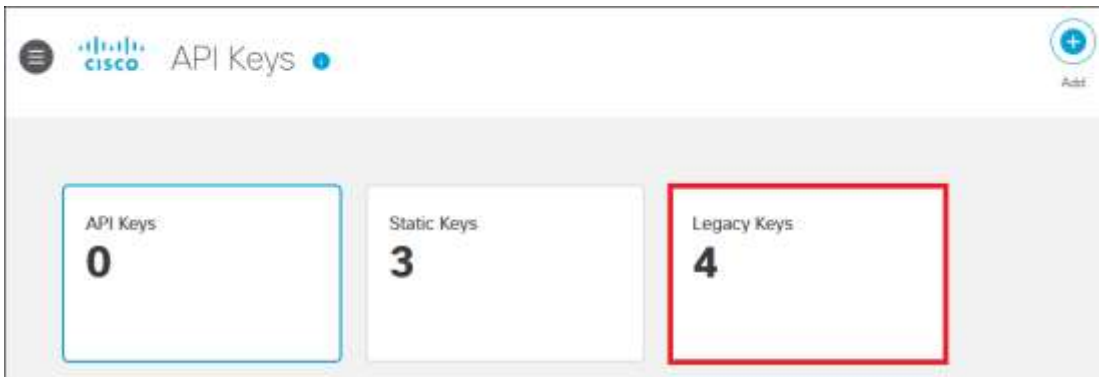 cisco API Keys
Add
API Keys
0
Static Keys
3
Legacy Keys
4